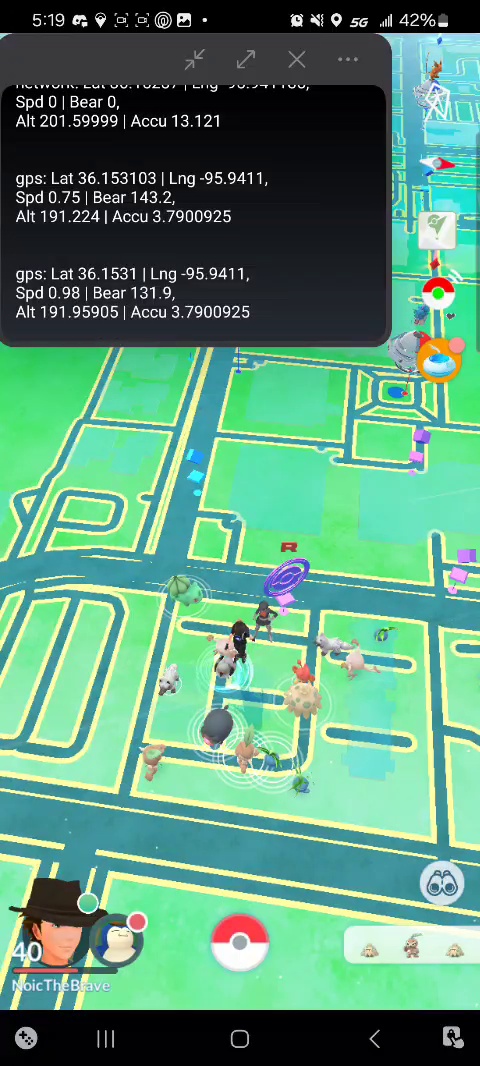 5:19
5G
42%
Spd 0 | Bear 0,
Alt 201.59999 | Accu 13.121
gps: Lat 36.153103 | Lng -95.9411,
Spd 0.75 | Bear 143.2,
Alt 191.224 | Accu 3.7900925
gps: Lat 36.1531 | Lng -95.9411,
Spd 0.98 | Bear 131.9,
Alt 191.95905 | Accu 3.7900925
R
40
NoicTheBrave